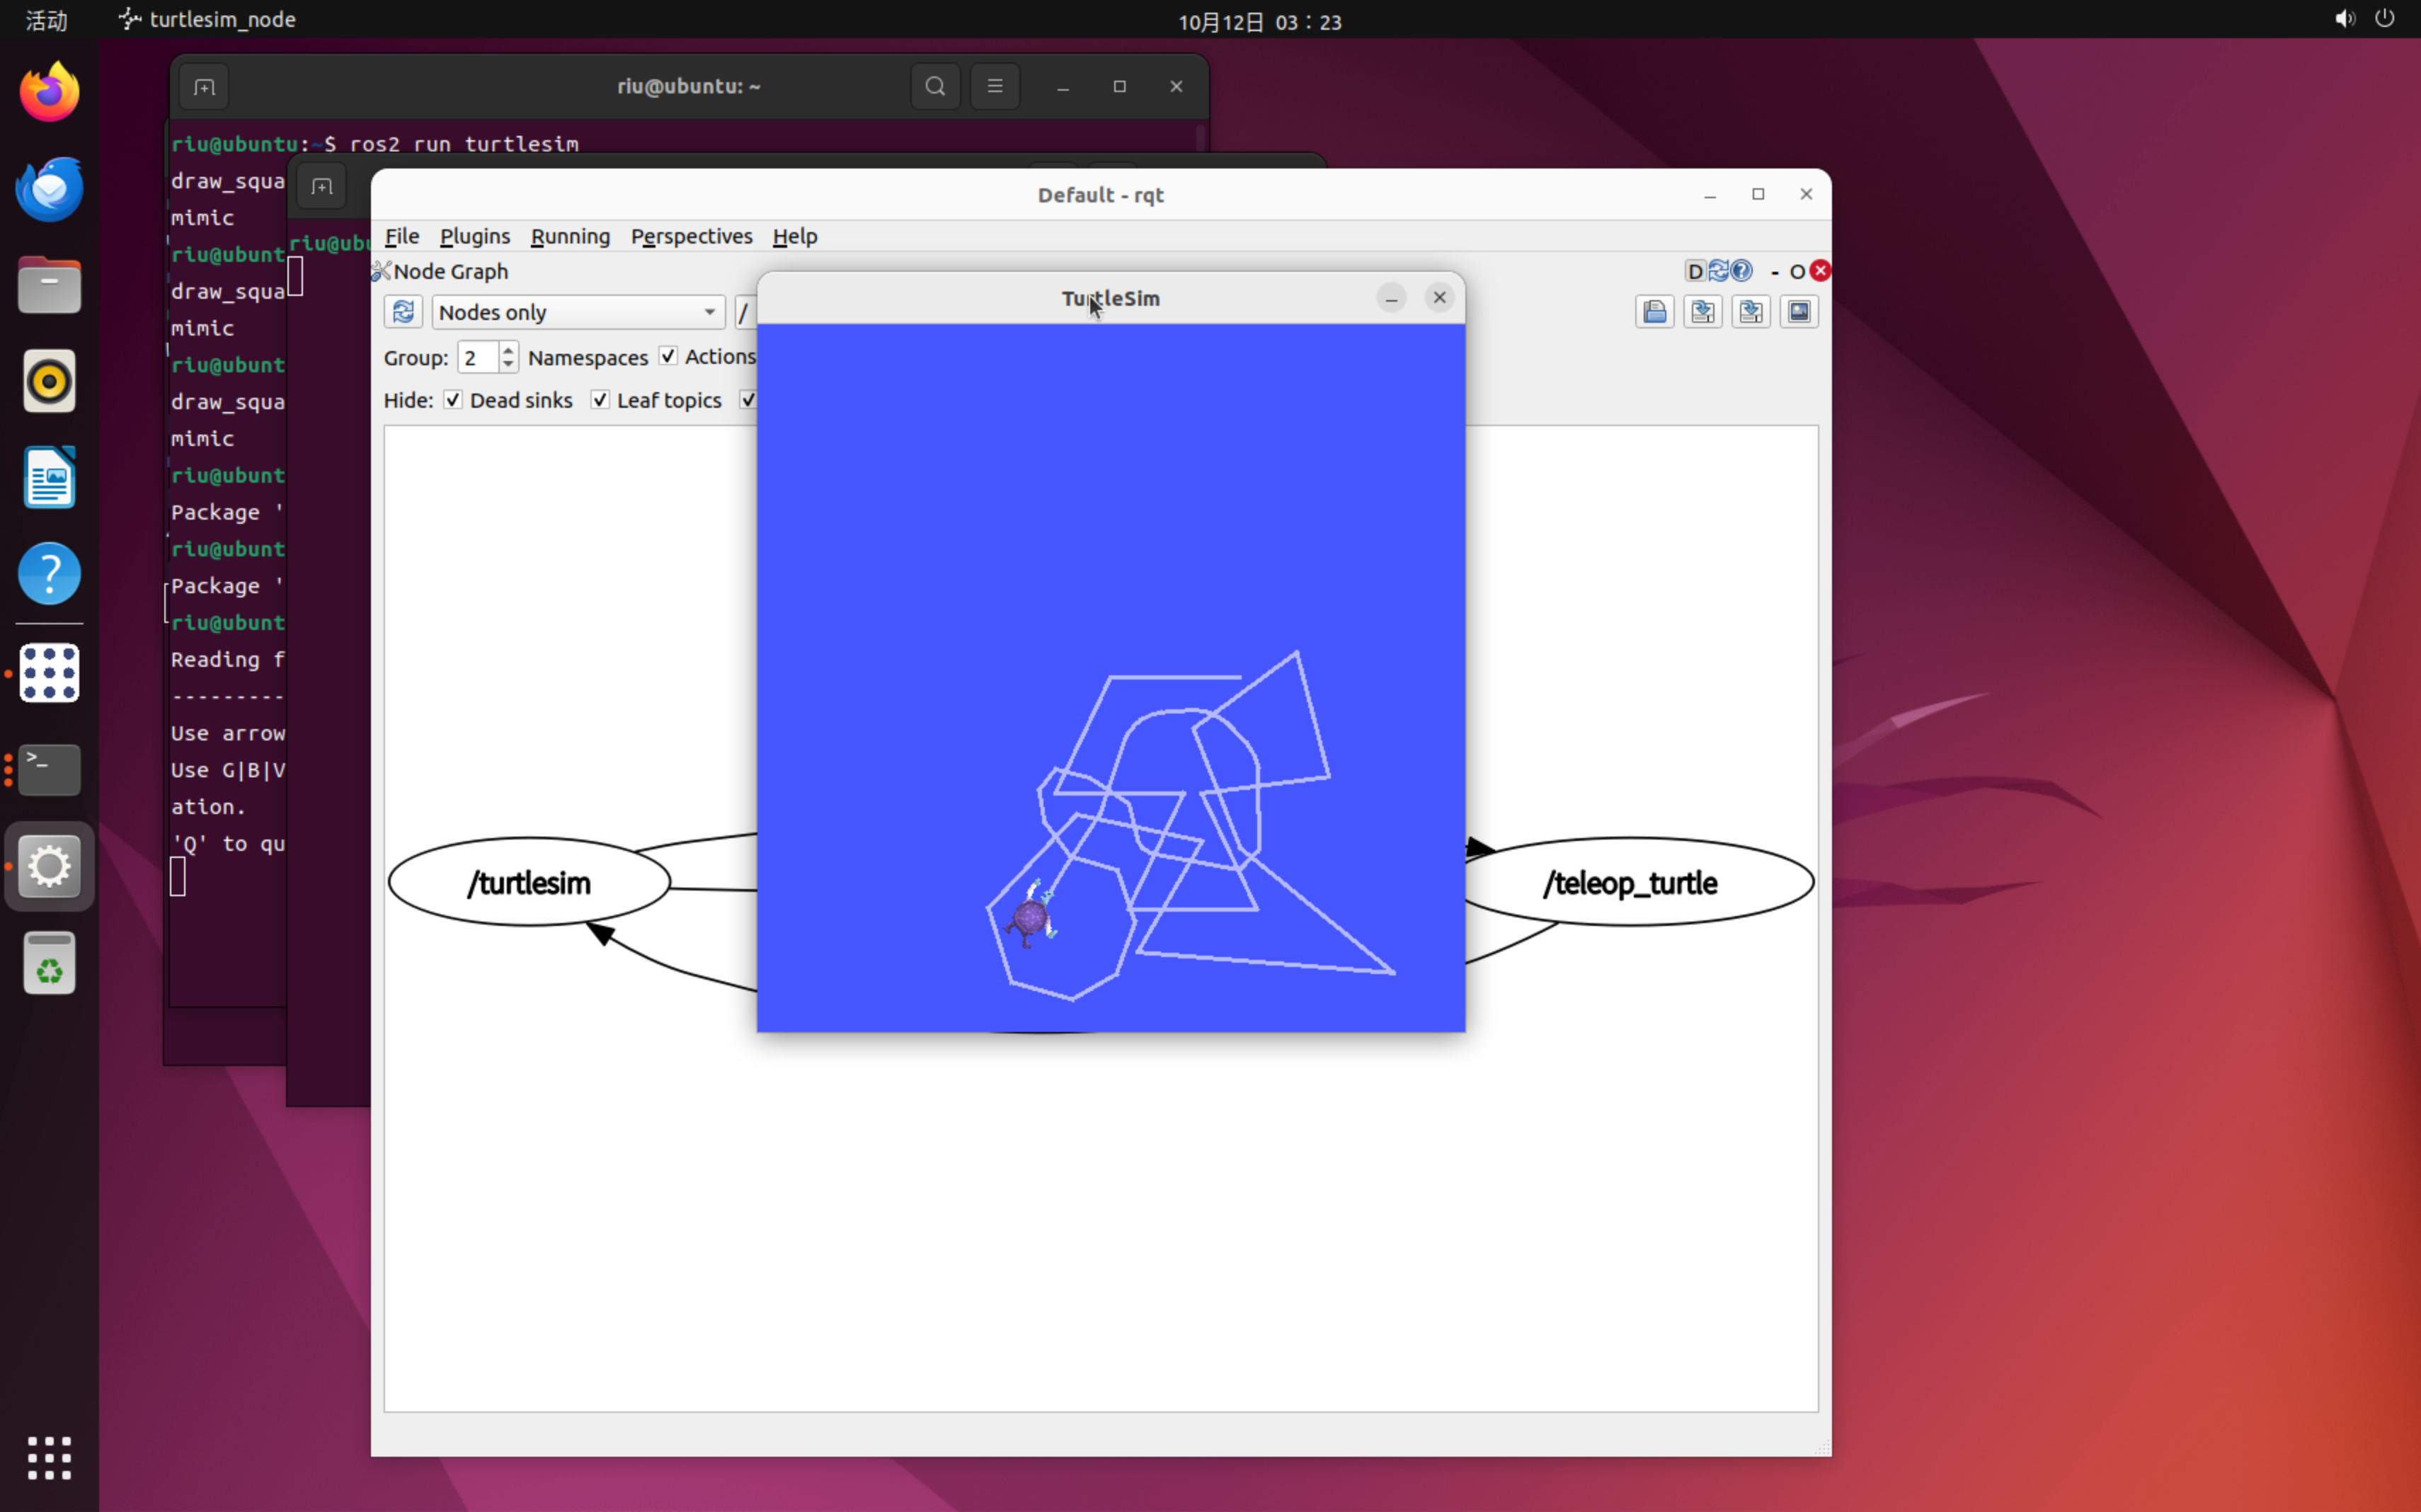 活动 turtlesim_node 10月12日 03：23
riu@ubuntu: ~
riu@ubuntu:~$ ros2 run turtlesim
draw_squa
mimic
riu@ubunt
draw_squa
mimic
riu@ubunt
draw_squa
mimic
riu@ubunt
Package '
riu@ubunt
Package '
riu@ubunt
Reading f
---------
Use arrow
Use G|B|V
ation.
'Q' to qu
riu@ubu
Default - rqt
File Plugins Running Perspectives Help
Node Graph D - O
Nodes only /
Group: 2 Namespaces Actions
Hide: Dead sinks Leaf topics
TurtleSim
/turtlesim
/teleop_turtle